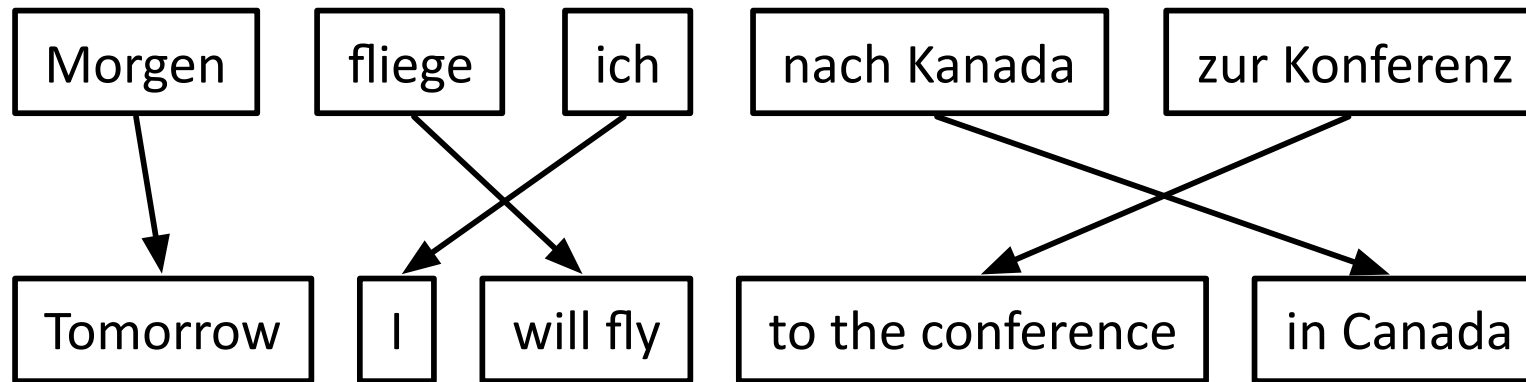 Morgen fliege ich nach Kanada zur Konferenz
Tomorrow I will fly to the conference in Canada